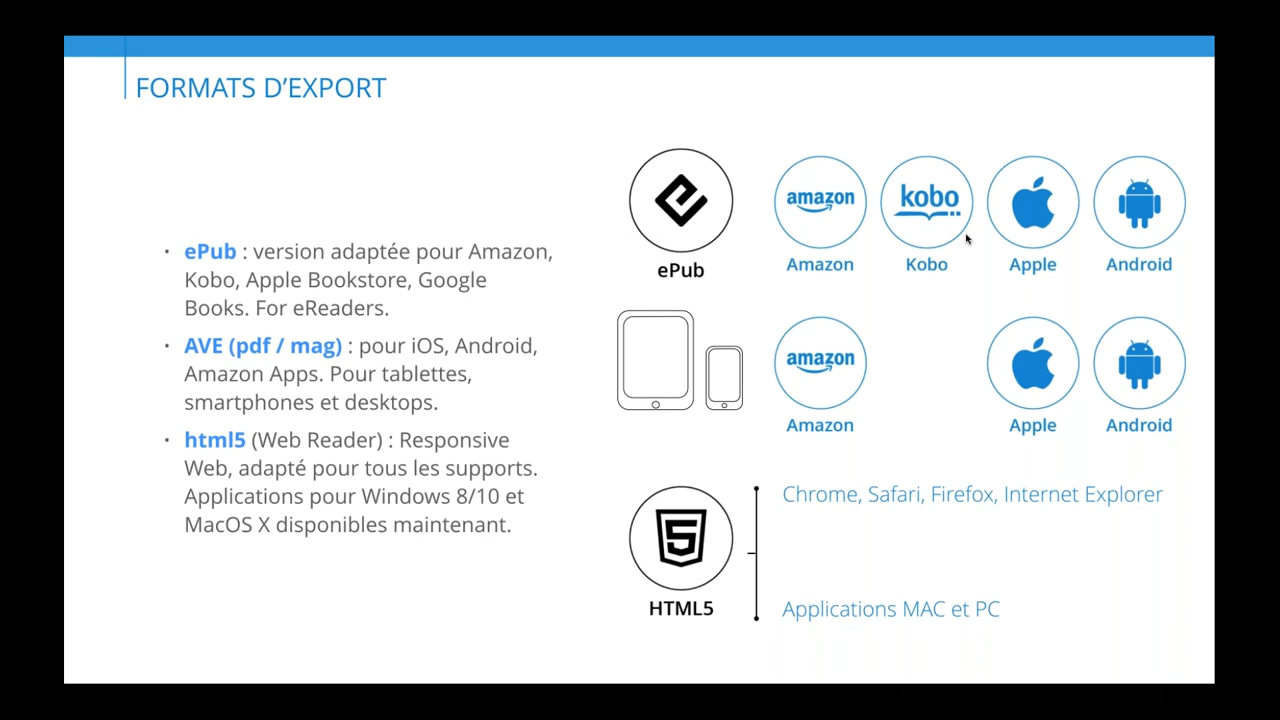 FORMATS D’EXPORT
· ePub : version adaptée pour Amazon,
Kobo, Apple Bookstore, Google
Books. For eReaders.
· AVE (pdf / mag) : pour iOS, Android,
Amazon Apps. Pour tablettes,
smartphones et desktops.
· html5 (Web Reader) : Responsive
Web, adapté pour tous les supports.
Applications pour Windows 8/10 et
MacOS X disponibles maintenant.
ePub
amazon
Amazon
kobo
Kobo
Apple
Android
amazon
Amazon
Apple
Android
5
HTML5
Chrome, Safari, Firefox, Internet Explorer
Applications MAC et PC